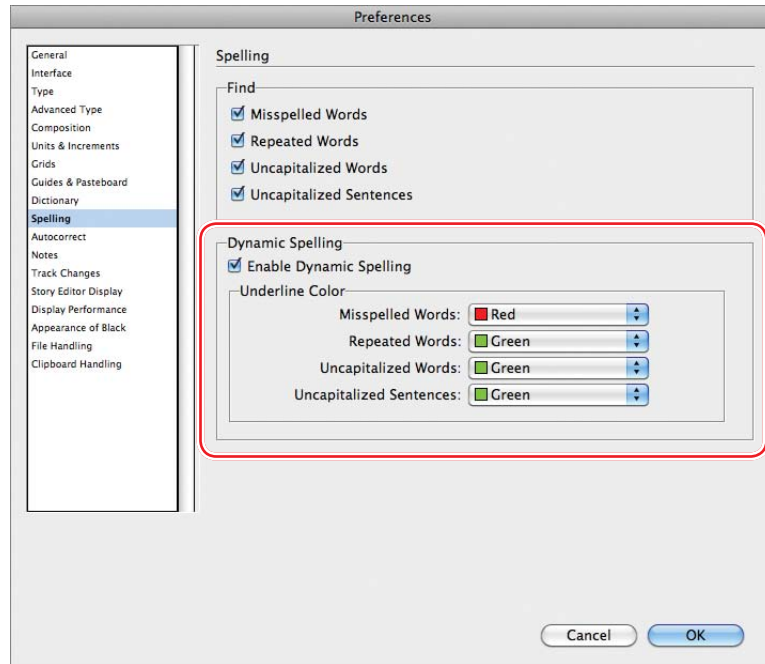 Preferences
General
Interface
Type
Advanced Type
Composition
Units & Increments
Grids
Guides & Pasteboard
Dictionary
Spelling
Autocorrect
Notes
Track Changes
Story Editor Display
Display Performance
Appearance of Black
File Handling
Clipboard Handling
Spelling
Find
Misspelled Words
Repeated Words
Uncapitalized Words
Uncapitalized Sentences
Dynamic Spelling
Enable Dynamic Spelling
Underline Color
Misspelled Words: Red
Repeated Words: Green
Uncapitalized Words: Green
Uncapitalized Sentences: Green
Cancel OK